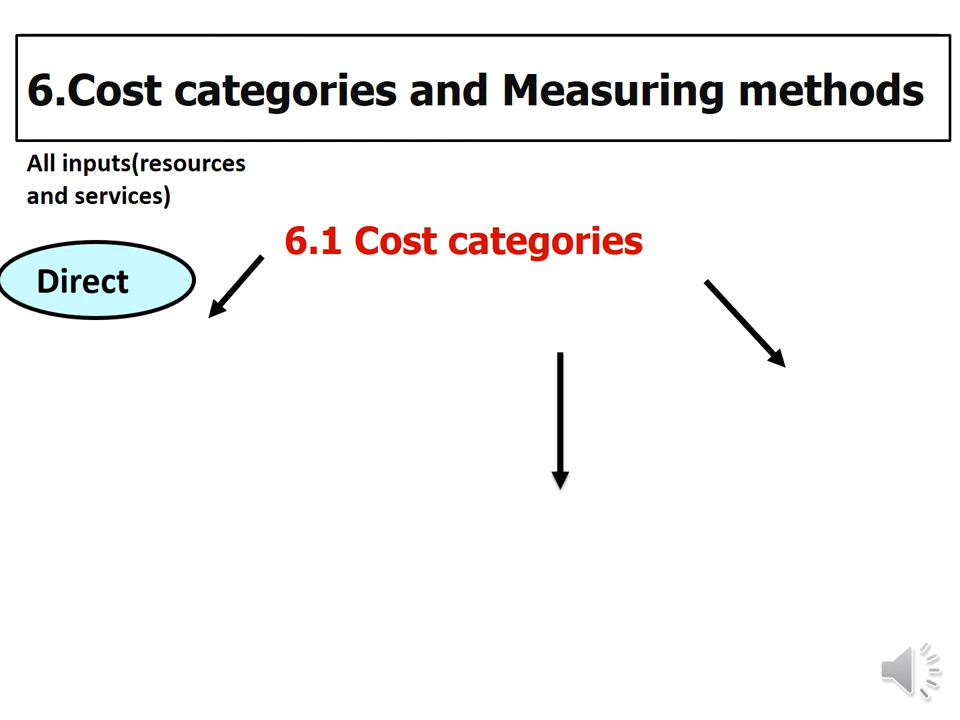 6.Cost categories and Measuring methods
All inputs(resources
and services)
6.1 Cost categories
Direct